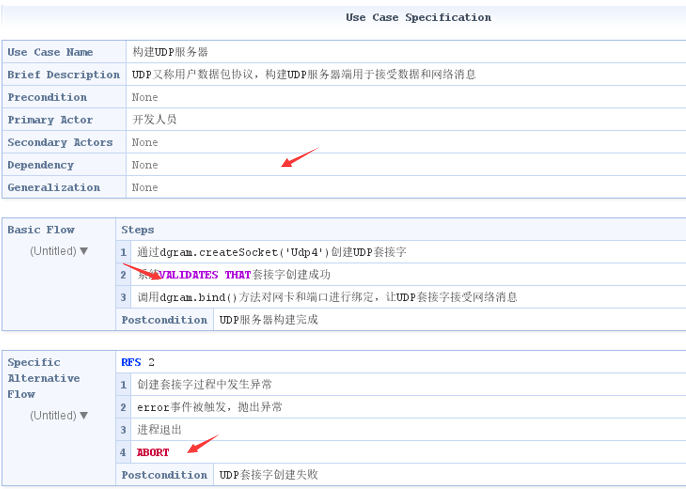 Use Case Specification
Use Case Name 构建UDP服务器
Brief Description UDP又称用户数据包协议，构建UDP服务器端用于接受数据和网络消息
Precondition None
Primary Actor 开发人员
Secondary Actors None
Dependency None
Generalization None
Basic Flow Steps
(Untitled) ▼
1 通过dgram.createSocket('Udp4')创建UDP套接字
2 系统VALIDATES THAT套接字创建成功
3 调用dgram.bind()方法对网卡和端口进行绑定，让UDP套接字接受网络消息
Postcondition UDP服务器构建完成
Specific Alternative Flow RFS 2
(Untitled) ▼
1 创建套接字过程中发生异常
2 error事件被触发，抛出异常
3 进程退出
4 ABORT
Postcondition UDP套接字创建失败